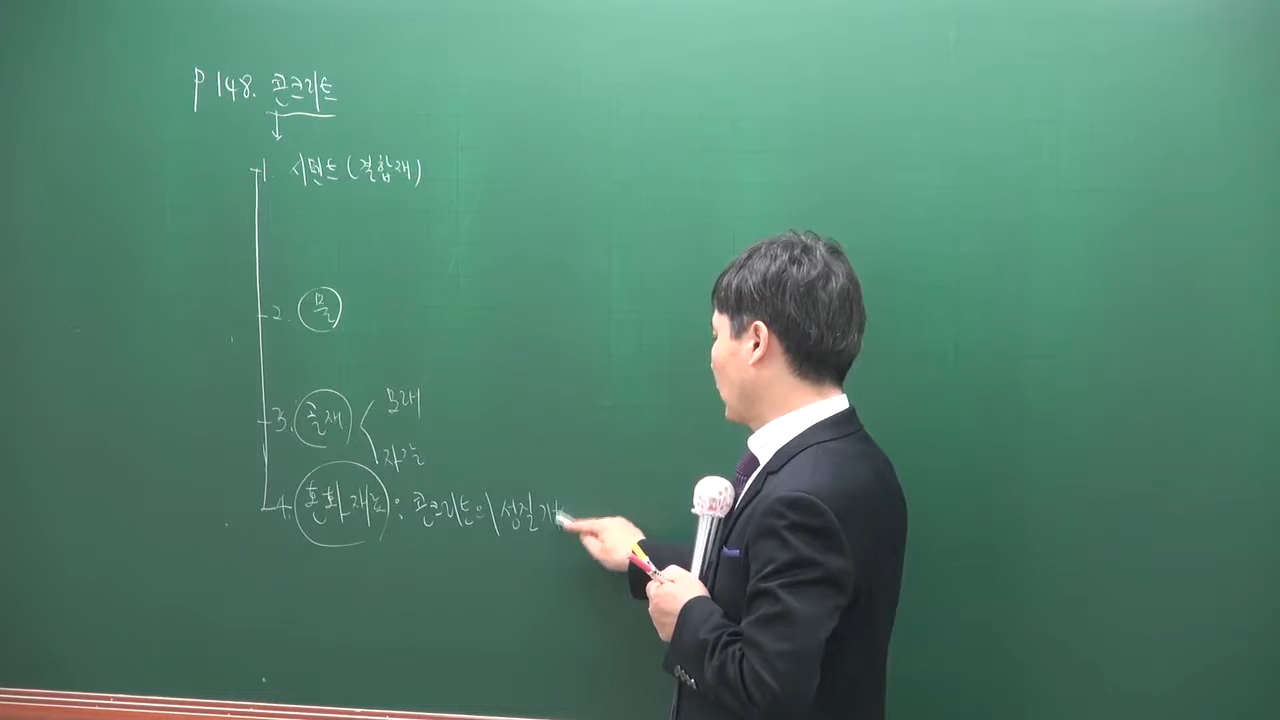 P 148. 콘크리트
1. 시멘트 (결합재)
2. 물
3. 골재 < 모래
자갈
4. 혼화재료 : 콘크리트의 성질